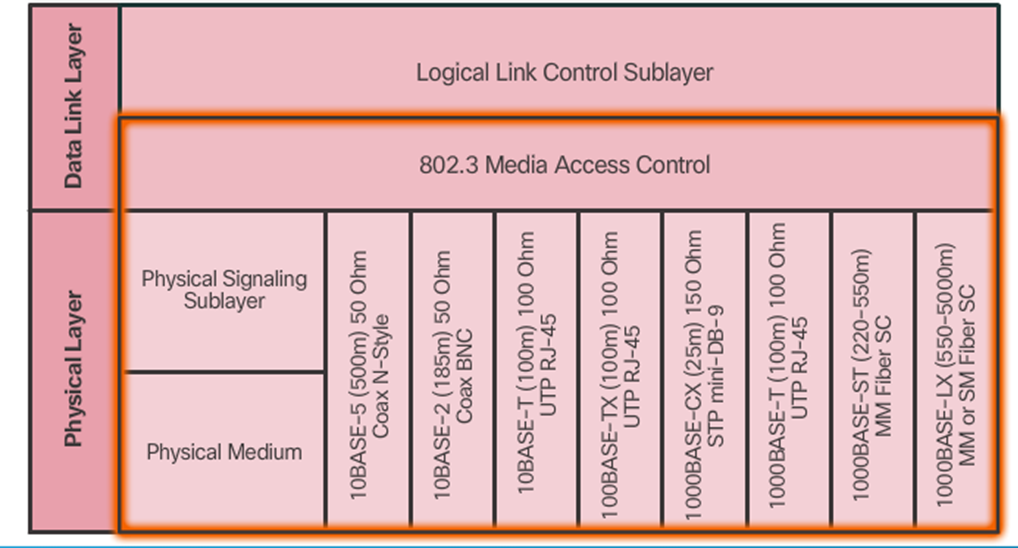 Data Link Layer
Logical Link Control Sublayer
802.3 Media Access Control
Physical Layer
Physical Signaling
Sublayer
Physical Medium
10BASE-5 (500m) 50 Ohm
Coax N-Style
10BASE-2 (185m) 50 Ohm
Coax BNC
10BASE-T (100m) 100 Ohm
UTP RJ-45
100BASE-TX (100m) 100 Ohm
UTP RJ-45
1000BASE-CX (25m) 150 Ohm
STP mini-DB-9
1000BASE-T (100m) 100 Ohm
UTP RJ-45
1000BASE-ST (220-550m)
MM Fiber SC
1000BASE-LX (550-5000m)
MM or SM Fiber SC